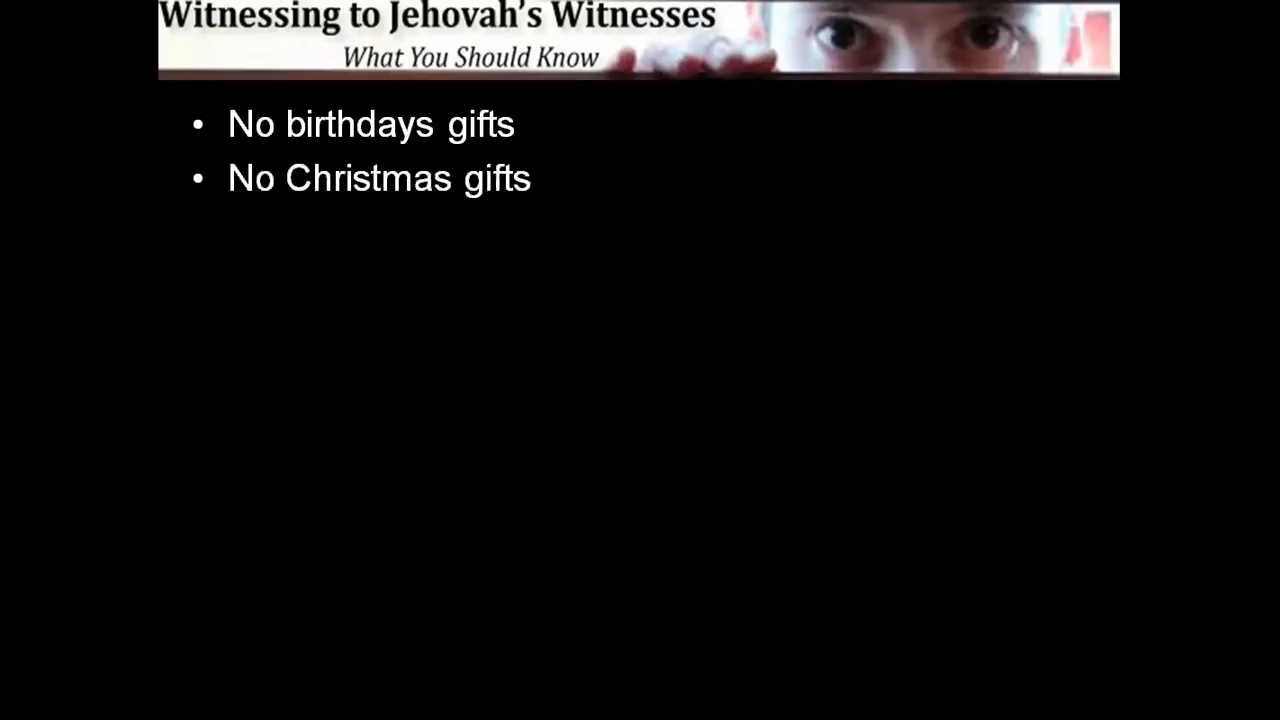 Witnessing to Jehovah's Witnesses
What You Should Know
• No birthdays gifts
• No Christmas gifts